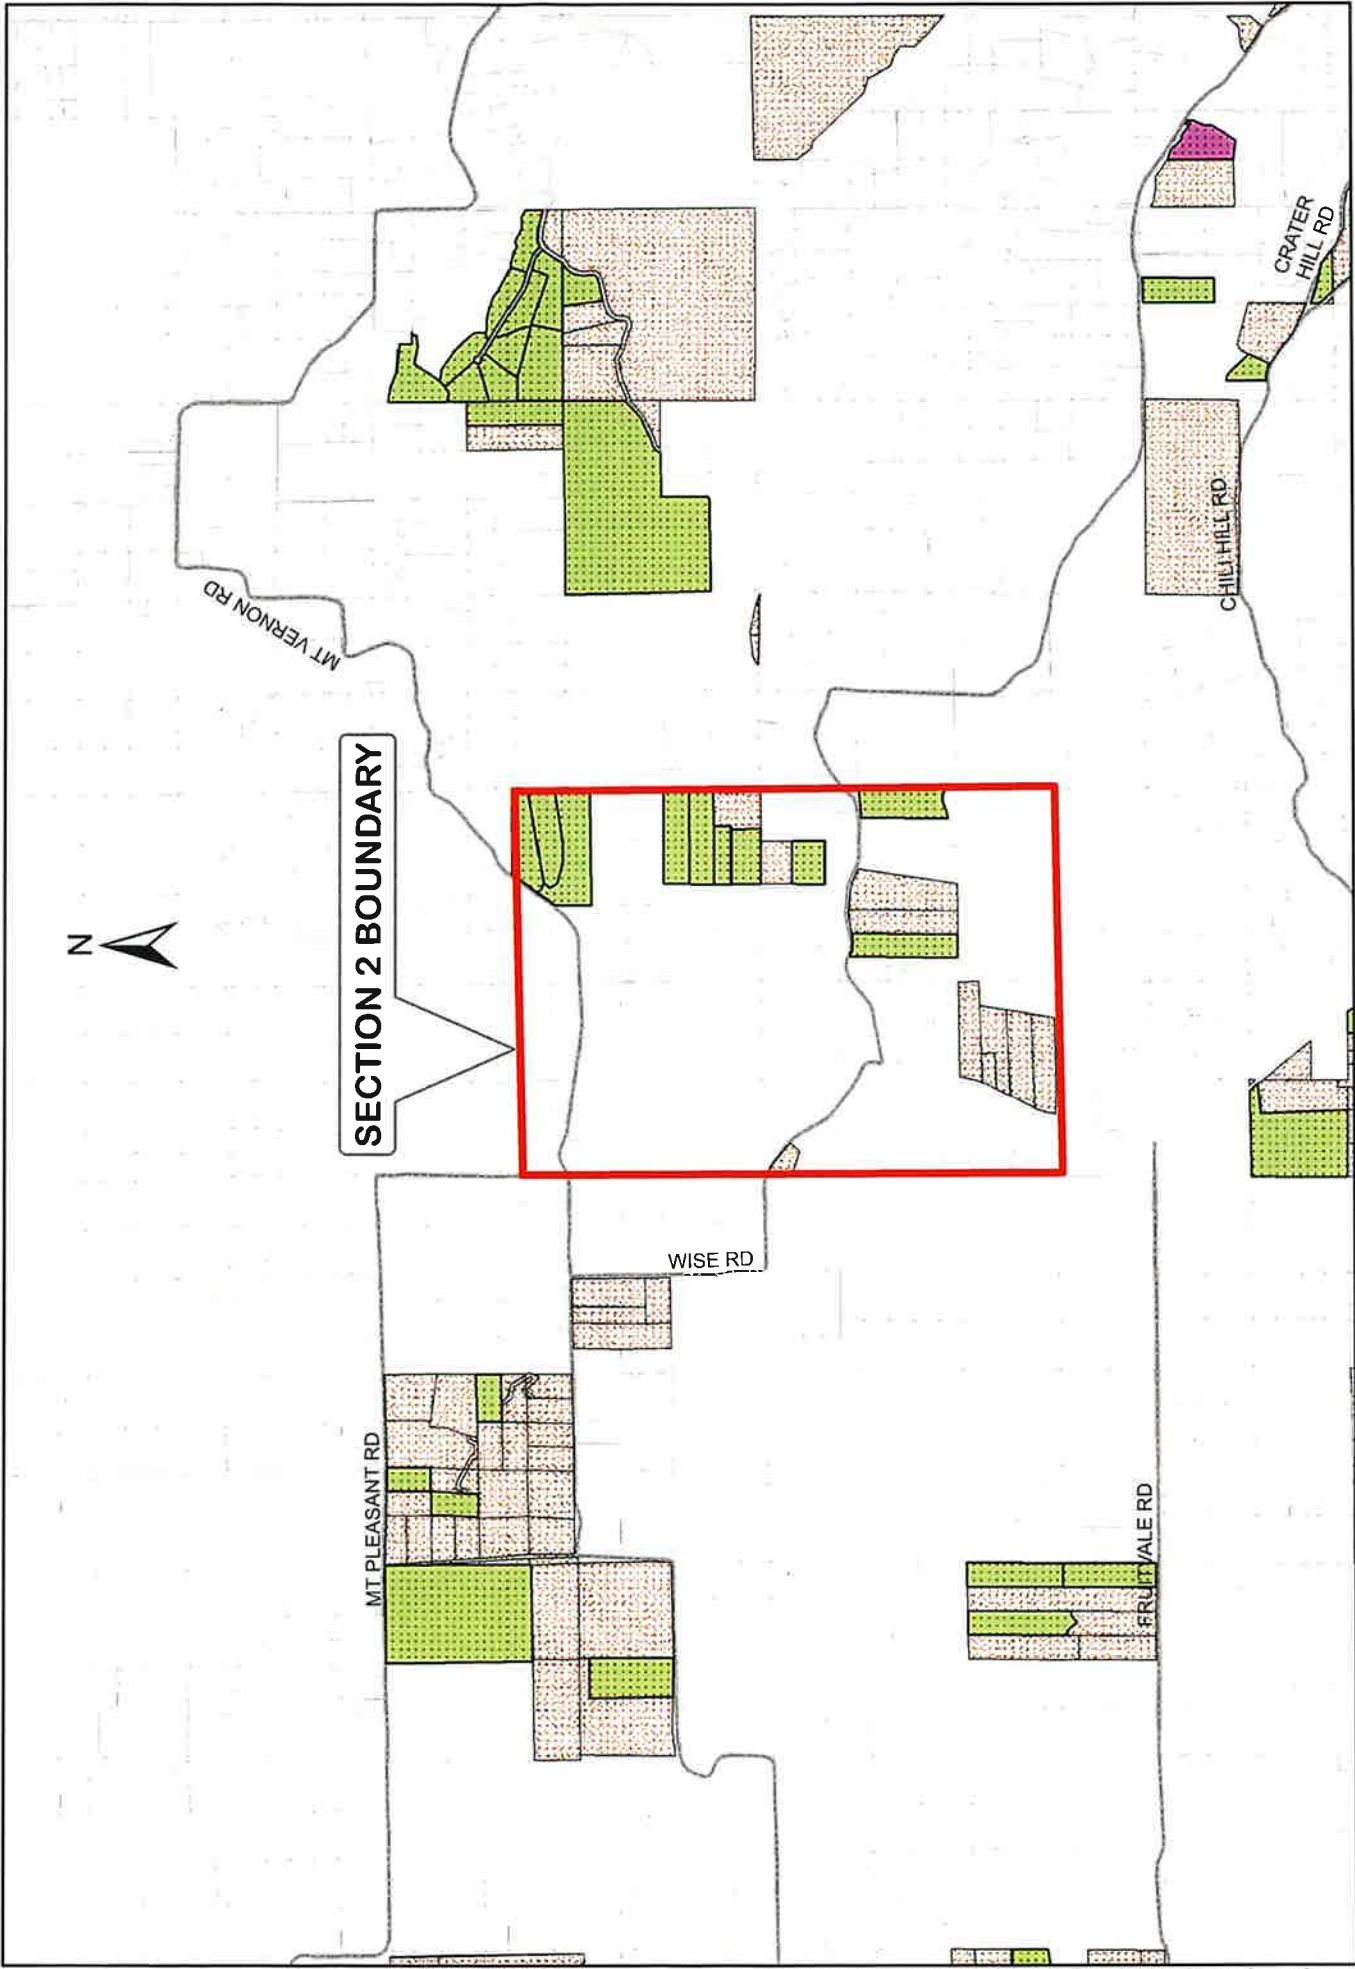 MT VERNON RD
CRATER
HILL RD
CHILI HILL RD
N
SECTION 2 BOUNDARY
WISE RD
MT PLEASANT RD
FRUITVALE RD